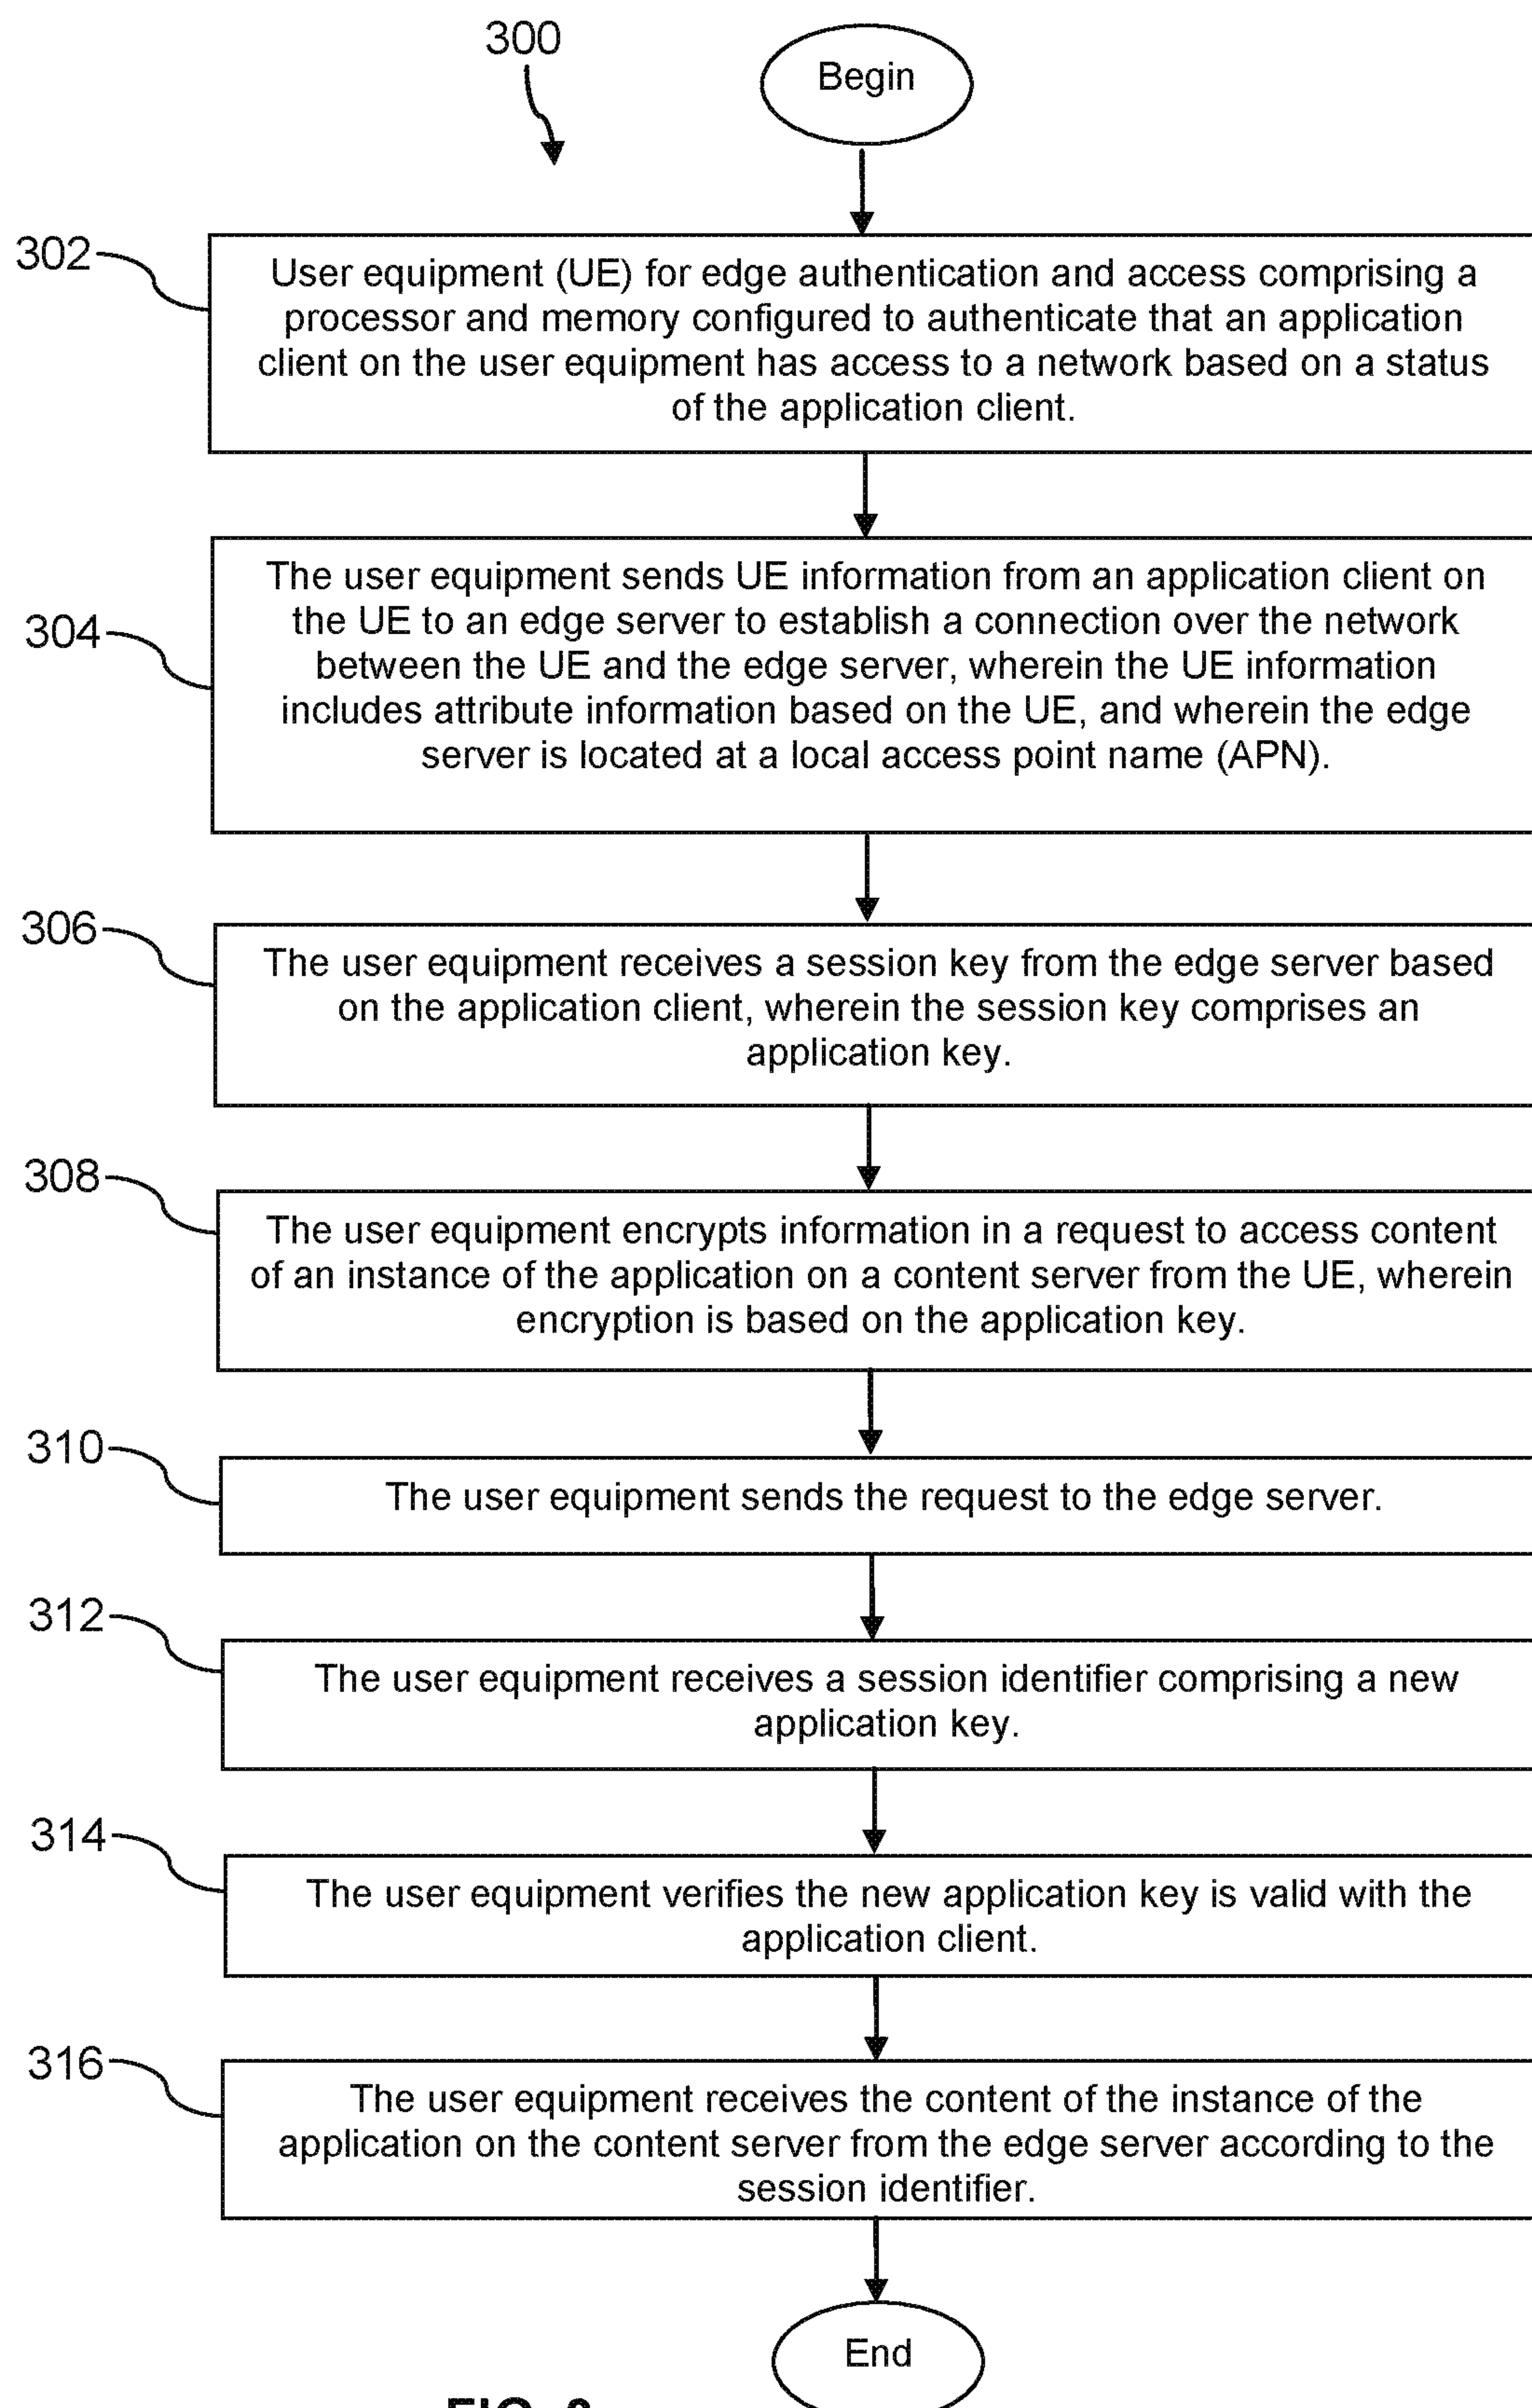 300
Begin
302
User equipment (UE) for edge authentication and access comprising a
processor and memory configured to authenticate that an application
client on the user equipment has access to a network based on a status
of the application client.
304
The user equipment sends UE information from an application client on
the UE to an edge server to establish a connection over the network
between the UE and the edge server, wherein the UE information
includes attribute information based on the UE, and wherein the edge
server is located at a local access point name (APN).
306
The user equipment receives a session key from the edge server based
on the application client, wherein the session key comprises an
application key.
308
The user equipment encrypts information in a request to access content
of an instance of the application on a content server from the UE, wherein
encryption is based on the application key.
310
The user equipment sends the request to the edge server.
312
The user equipment receives a session identifier comprising a new
application key.
314
The user equipment verifies the new application key is valid with the
application client.
316
The user equipment receives the content of the instance of the
application on the content server from the edge server according to the
session identifier.
End
FIG.